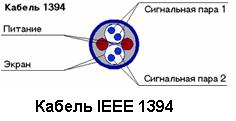 Кабель 1394
Сигнальная пара 1
Питание
Экран
Сигнальная пара 2
Кабель IEEE 1394